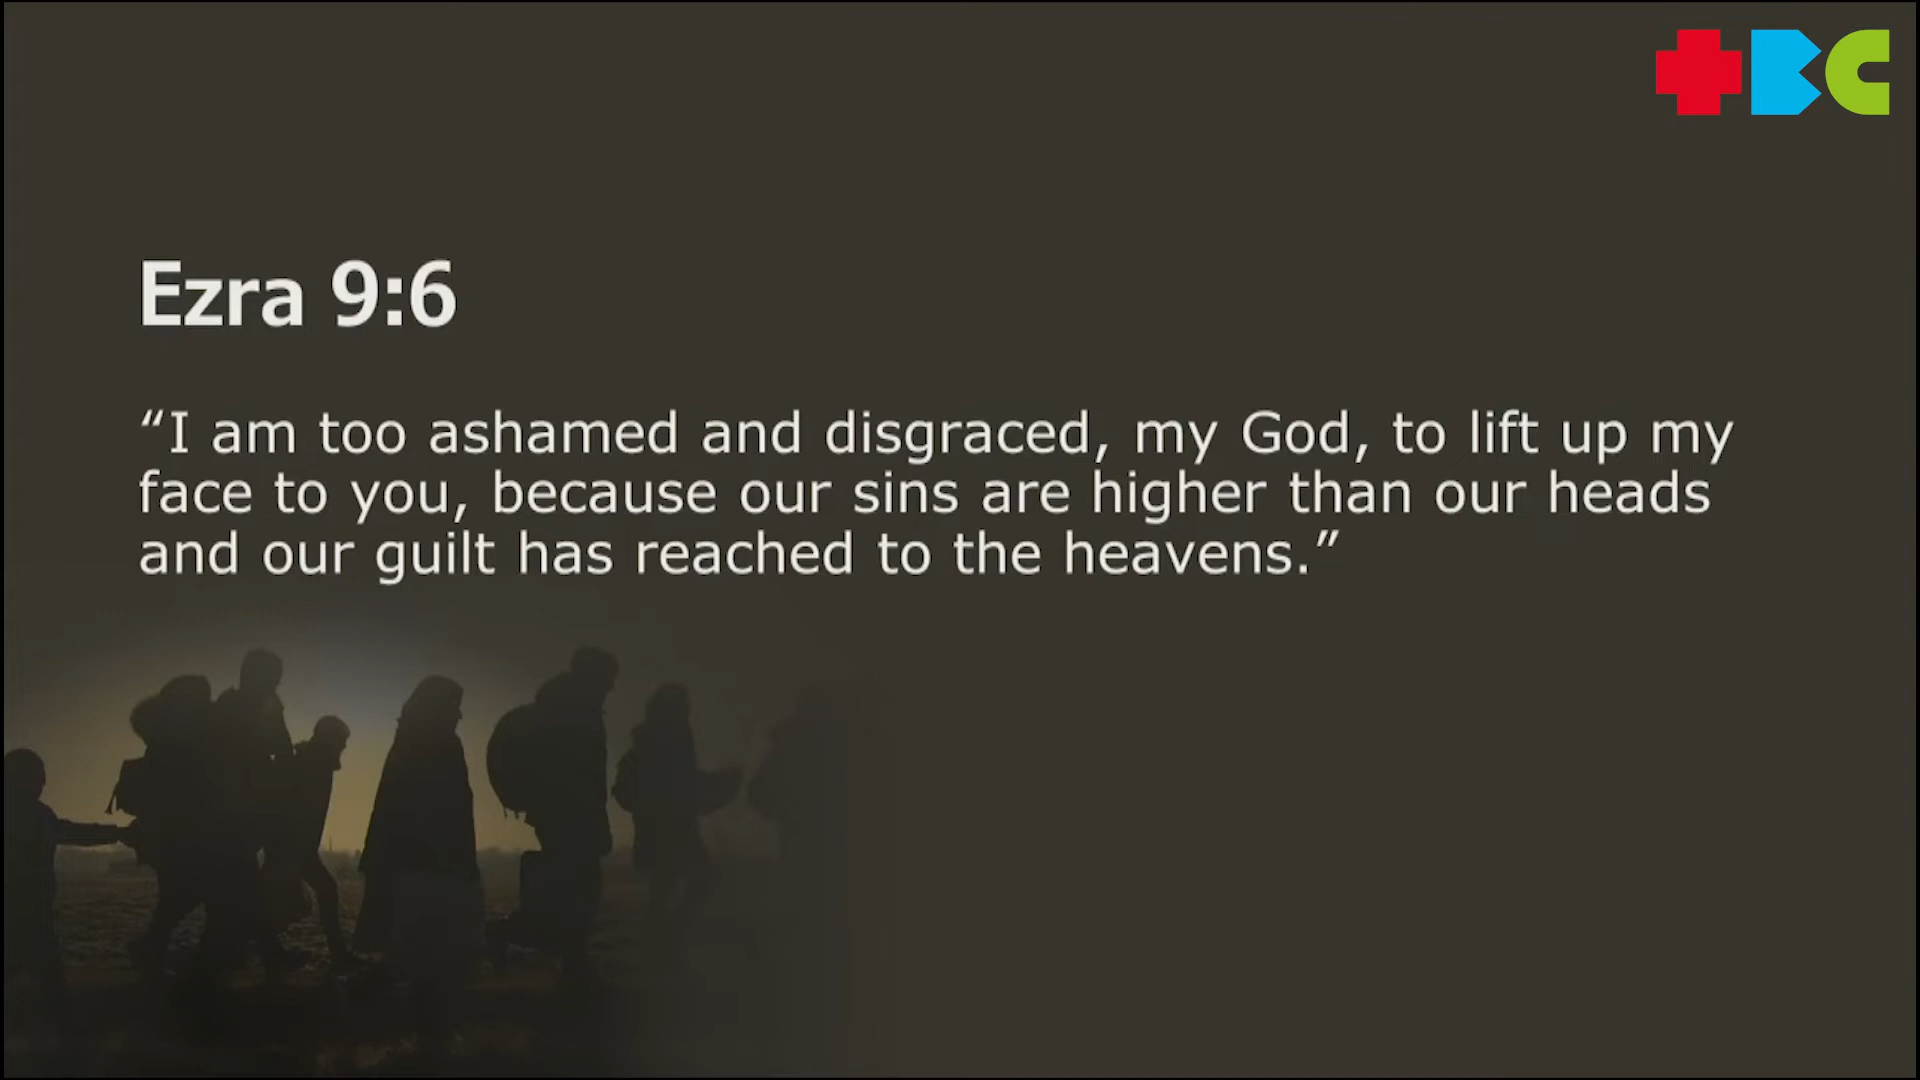 BC
Ezra 9:6
“I am too ashamed and disgraced, my God, to lift up my
face to you, because our sins are higher than our heads
and our guilt has reached to the heavens.”